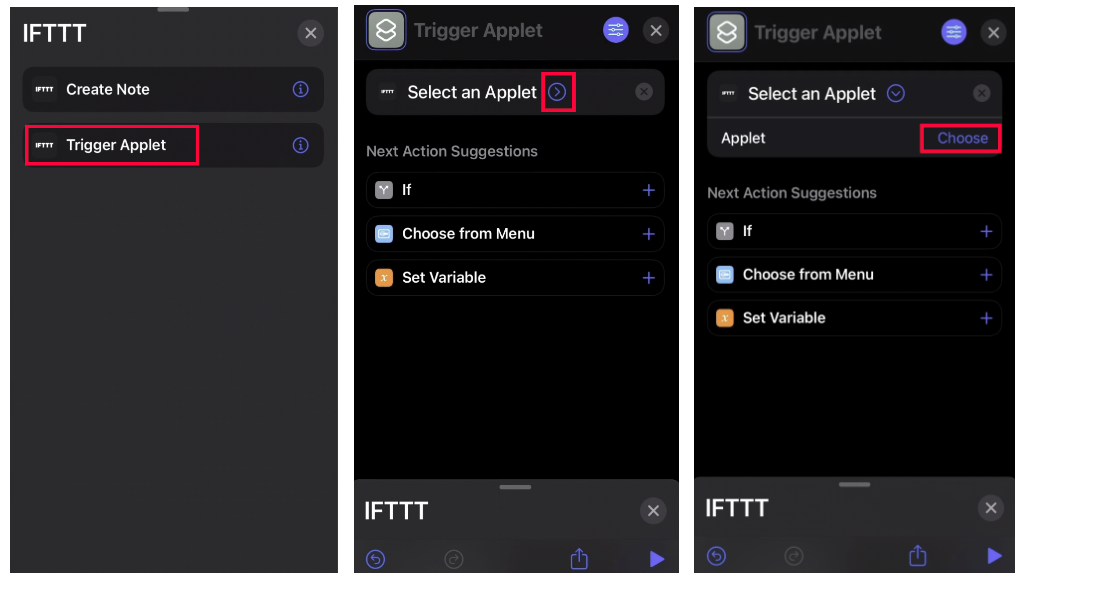 IFTTT
IFTTT Create Note
IFTTT Trigger Applet
Trigger Applet
IFTTT Select an Applet
Next Action Suggestions
If
Choose from Menu
x Set Variable
IFTTT
Trigger Applet
IFTTT Select an Applet
Applet Choose
Next Action Suggestions
If
Choose from Menu
x Set Variable
IFTTT